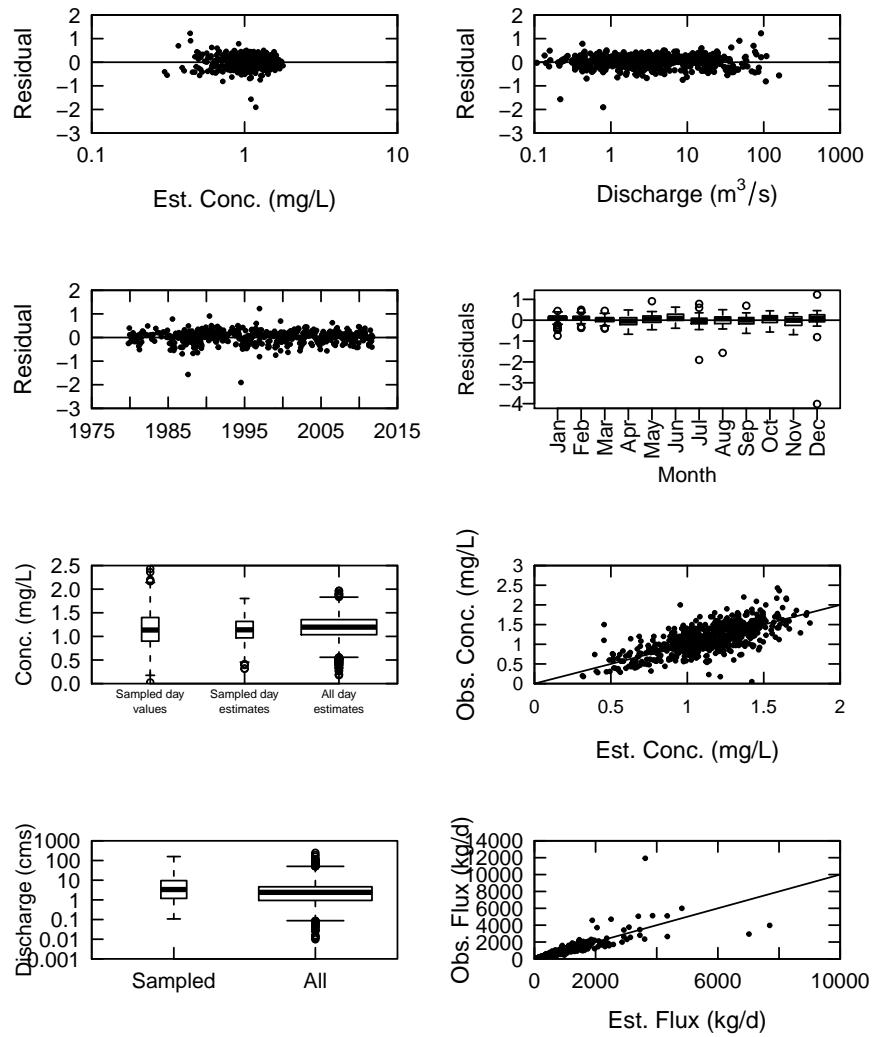 2
1
0
−1
−2
−3
Residual
0.1
1
10
Est. Conc. (mg/L)
2
1
0
−1
−2
−3
Residual
0.1
1
10
100
1000
Discharge (m³/s)
2
1
0
−1
−2
−3
Residual
1975
1985
1995
2005
2015
1
0
−1
−2
−3
−4
Residuals
Jan
Feb
Mar
Apr
May
Jun
Jul
Aug
Sep
Oct
Nov
Dec
Month
2.5
2.0
1.5
1.0
0.5
0.0
Conc. (mg/L)
Sampled day
values
Sampled day
estimates
All day
estimates
3
2.5
2
1.5
1
0.5
0
Obs. Conc. (mg/L)
0
0.5
1
1.5
2
Est. Conc. (mg/L)
1000
100
10
1
0.1
0.01
0.001
Discharge (cms)
Sampled
All
14000
12000
10000
8000
6000
4000
2000
0
Obs. Flux (kg/d)
0
2000
6000
10000
Est. Flux (kg/d)